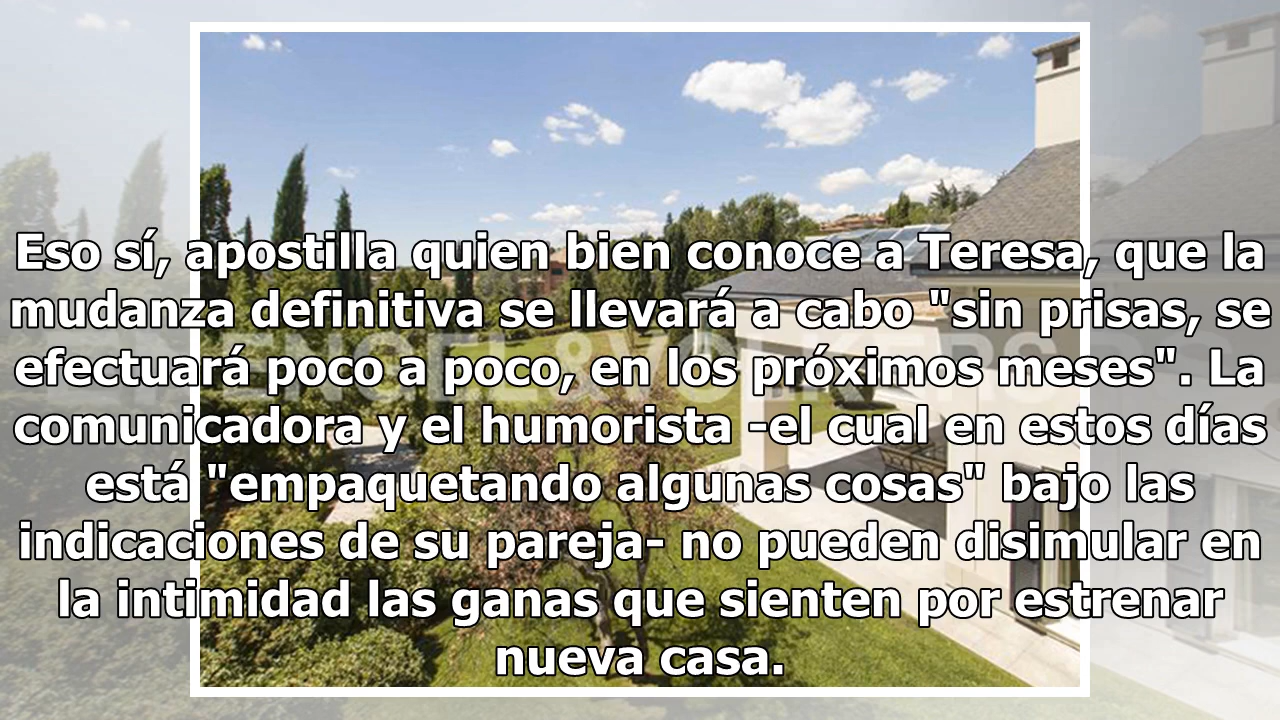 Eso sí, apostilla quien bien conoce a Teresa, que la
mudanza definitiva se llevará a cabo "sin prisas, se
efectuará poco a poco, en los próximos meses". La
comunicadora y el humorista -el cual en estos días
está "empaquetando algunas cosas" bajo las
indicaciones de su pareja- no pueden disimular en
la intimidad las ganas que sienten por estrenar
nueva casa.
ENGEL&VÖLKERS